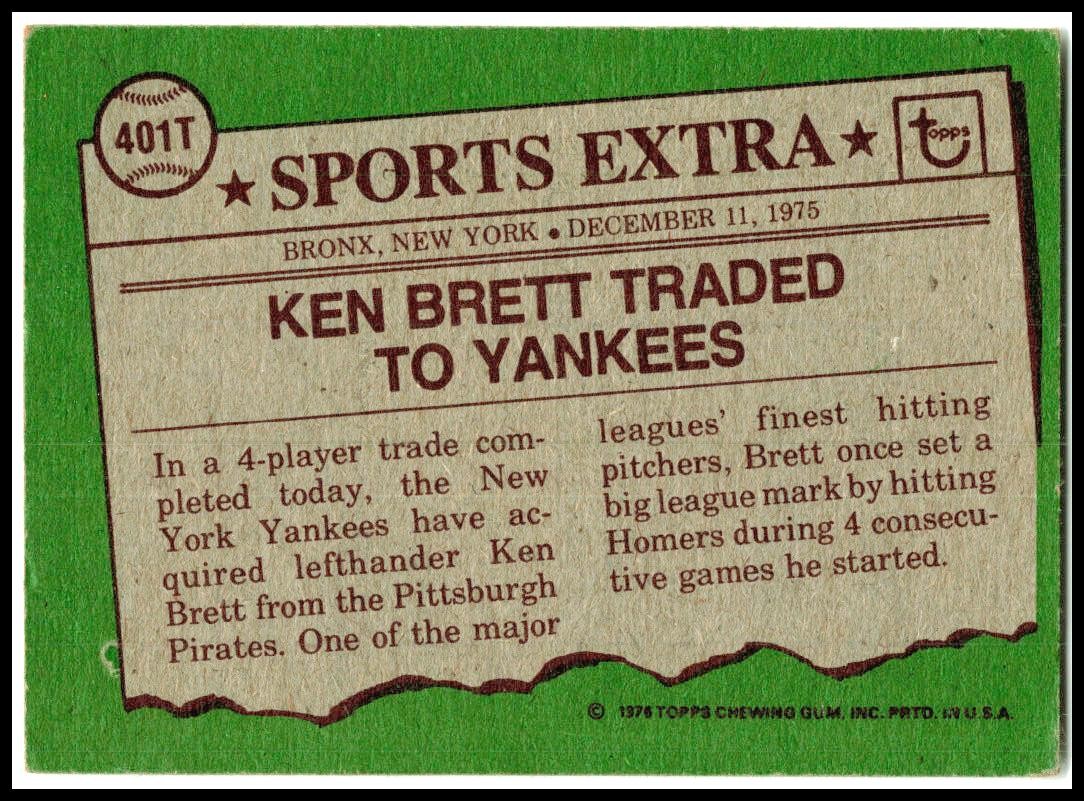 401T
★ SPORTS EXTRA ★
topps
BRONX, NEW YORK • DECEMBER 11, 1975
KEN BRETT TRADED
TO YANKEES
In a 4-player trade com-
pleted today, the New
York Yankees have ac-
quired lefthander Ken
Brett from the Pittsburgh
Pirates. One of the major
leagues' finest hitting
pitchers, Brett once set a
big league mark by hitting
Homers during 4 consecu-
tive games he started.
© 1976 TOPPS CHEWING GUM, INC. PRTD. IN U.S.A.